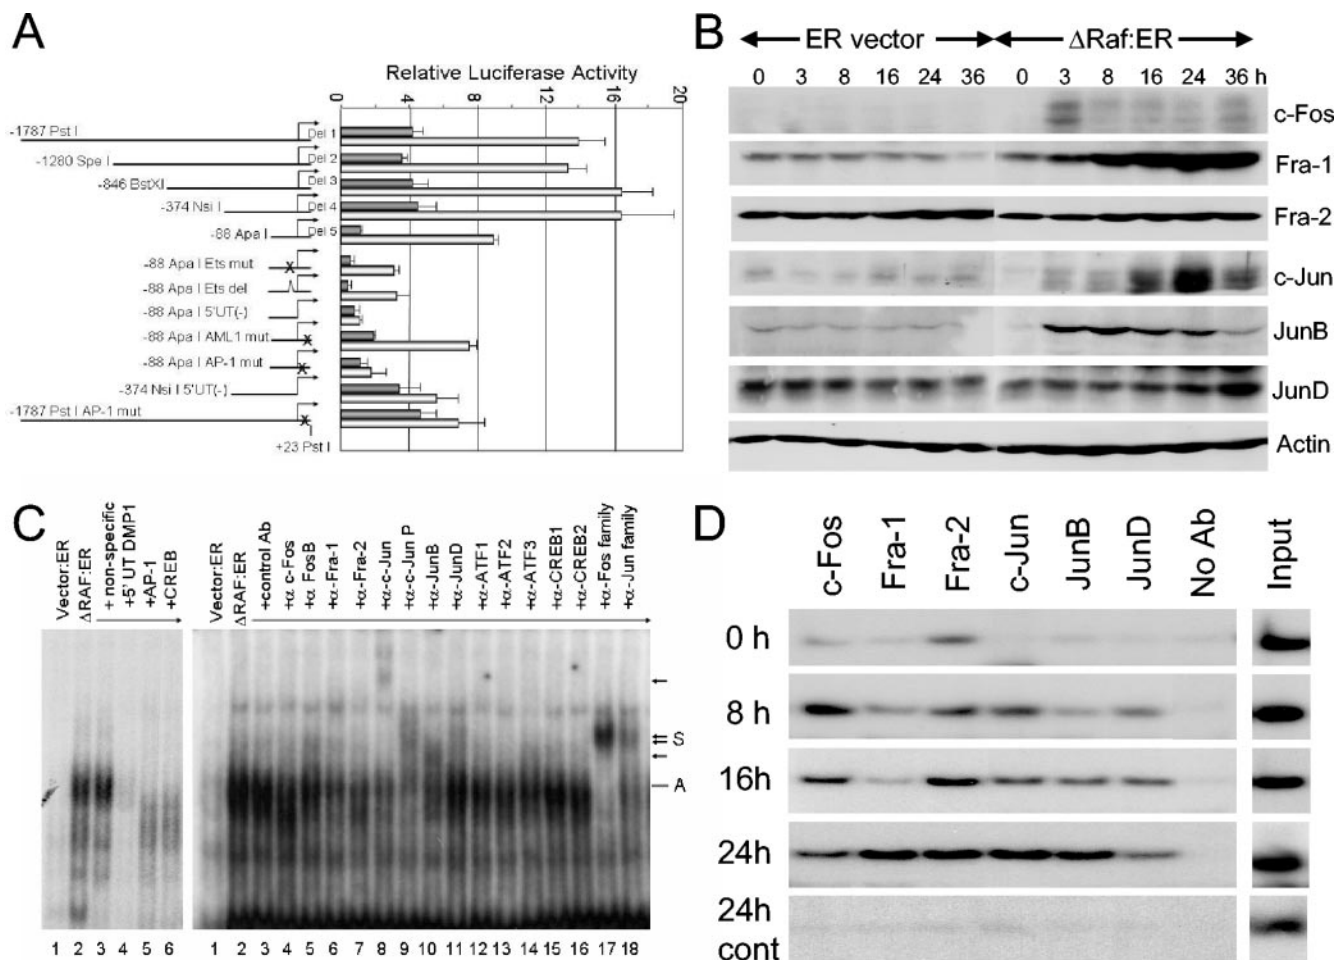 A
Relative Luciferase Activity
0 4 8 12 16 20
-1787 Pst I Del 1
-1280 Spe I Del 2
-846 BstXI Del 3
-374 Nsi I Del 4
-88 Apa I Del 5
-88 Apa I Ets mut
-88 Apa I Ets del
-88 Apa I 5'UT(-)
-88 Apa I AML1 mut
-88 Apa I AP-1 mut
-374 Nsi I 5'UT(-)
-1787 Pst I AP-1 mut
+23 Pst I
B
ER vector ΔRaf:ER
0 3 8 16 24 36 0 3 8 16 24 36 h
c-Fos
Fra-1
Fra-2
c-Jun
JunB
JunD
Actin
C
Vector:ER
ΔRAF:ER
+ non-specific
+5' UT DMP1
+AP-1
+CREB
Vector:ER
ΔRAF:ER
+control Ab
+α c-Fos
+α FosB
+α-Fra-1
+α-Fra-2
+α-c-Jun
+α-c-Jun P
+α-JunB
+α-JunD
+α-ATF1
+α-ATF2
+α-ATF3
+α-CREB1
+α-CREB2
+α-Fos family
+α-Jun family
S
A
1 2 3 4 5 6
1 2 3 4 5 6 7 8 9 10 11 12 13 14 15 16 17 18
D
c-Fos
Fra-1
Fra-2
c-Jun
JunB
JunD
No Ab
Input
0 h
8 h
16h
24h
24h
cont